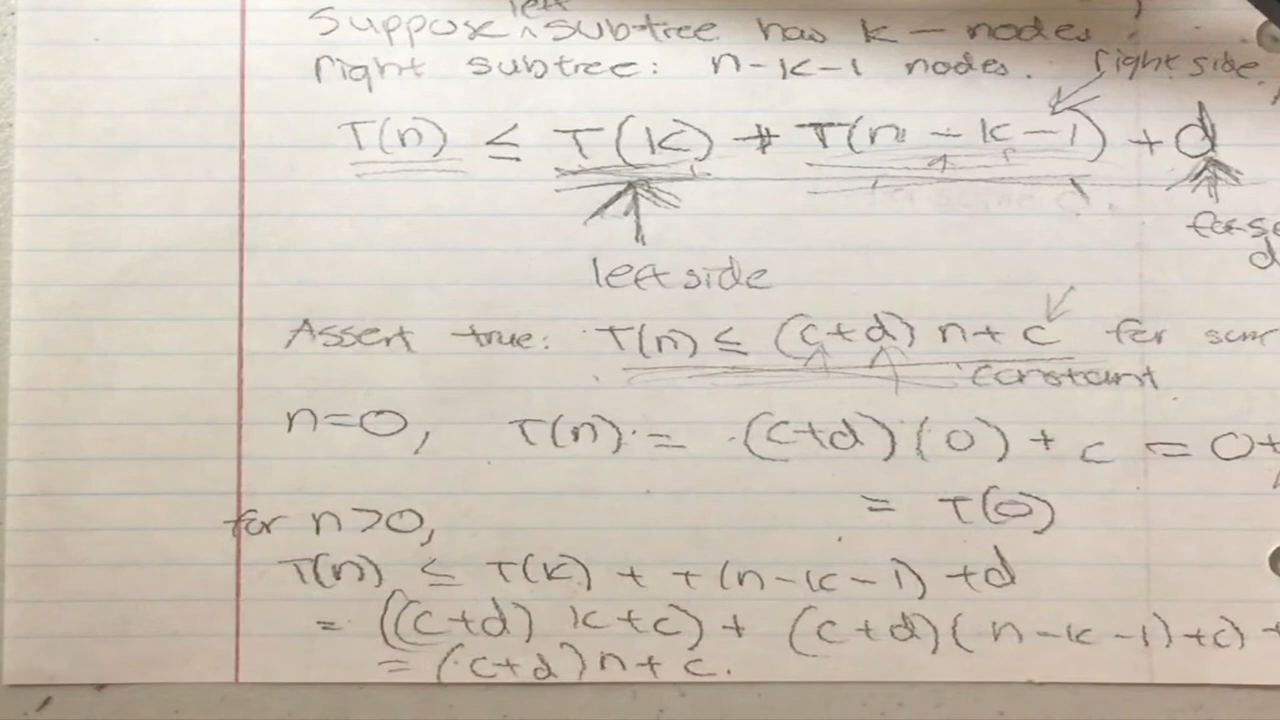 left
Suppose ^ subtree has k - nodes
right subtree: n-k-1 nodes. right side
T(n) ≤ T(k) + T(n - k - 1) + d
left side
Assert true: T(n) ≤ (c+d) n + c for
constant
n=0, T(n) = (c+d)(0) + c = 0+
= T(0)
for n>0,
T(n) ≤ T(k) + T(n-k-1) + d
= ((c+d) k+c) + (c+d)(n-k-1)+c) +
= (c+d)n+c.